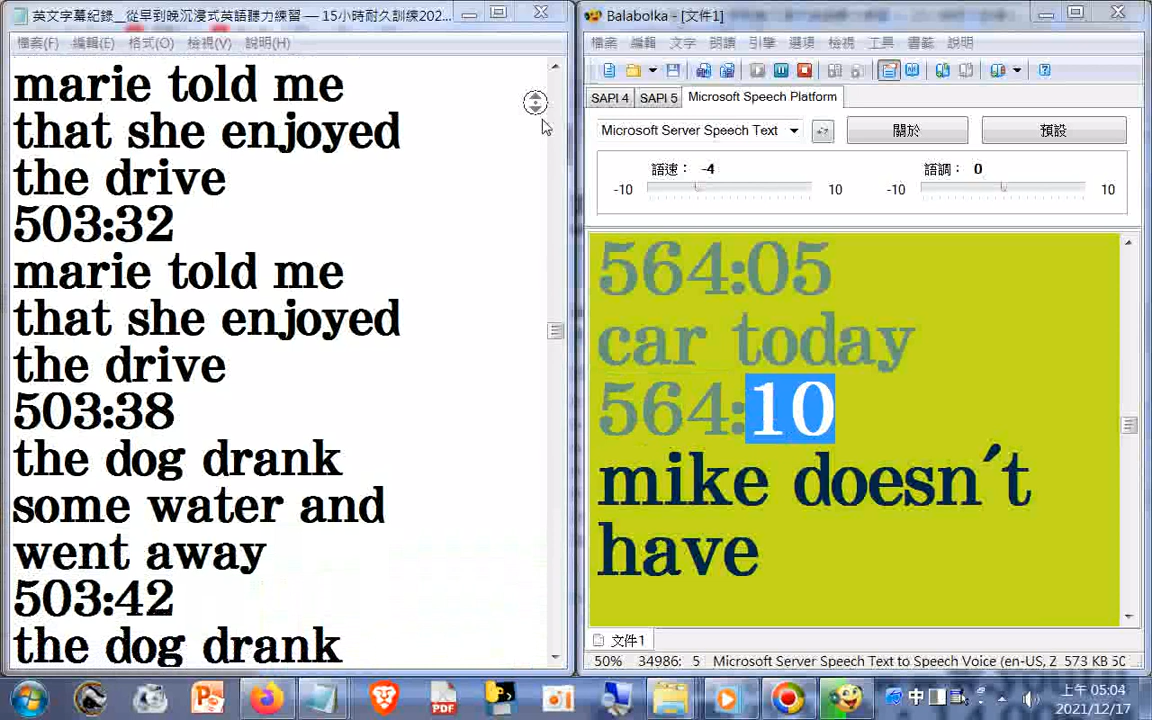 英文字幕紀錄__從早到晚沉浸式英語聽力練習 — 15小時耐久訓練202...
檔案(F) 編輯(E) 格式(O) 檢視(V) 說明(H)
marie told me
that she enjoyed
the drive
503:32
marie told me
that she enjoyed
the drive
503:38
the dog drank
some water and
went away
503:42
the dog drank
Balabolka - [文件1]
檔案 編輯 文字 朗讀 引擎 選項 檢視 工具 書籤 說明
SAPI 4 SAPI 5 Microsoft Speech Platform
Microsoft Server Speech Text
關於 預設
語速： -4 語調： 0
-10 10 -10 10
564:05
car today
564:10
mike doesn't
have
文件1
50% 34986: 5 Microsoft Server Speech Text to Speech Voice (en-US, Z 573 KB 50
PDF
中
上午 05:04
2021/12/17